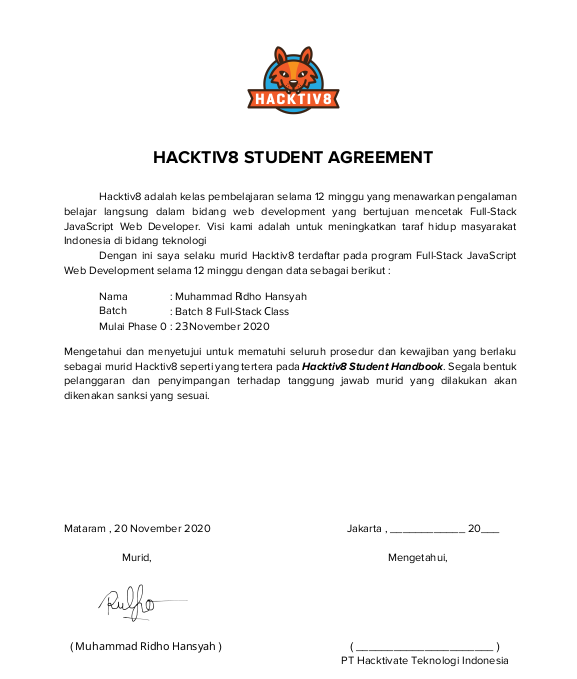 HACKTIV8
HACKTIV8 STUDENT AGREEMENT
Hacktiv8 adalah kelas pembelajaran selama 12 minggu yang menawarkan pengalaman
belajar langsung dalam bidang web development yang bertujuan mencetak Full-Stack
JavaScript Web Developer. Visi kami adalah untuk meningkatkan taraf hidup masyarakat
Indonesia di bidang teknologi
Dengan ini saya selaku murid Hacktiv8 terdaftar pada program Full-Stack JavaScript
Web Development selama 12 minggu dengan data sebagai berikut :
Nama : Muhammad Ridho Hansyah
Batch : Batch 8 Full-Stack Class
Mulai Phase 0 : 23 November 2020
Mengetahui dan menyetujui untuk mematuhi seluruh prosedur dan kewajiban yang berlaku
sebagai murid Hacktiv8 seperti yang tertera pada Hacktiv8 Student Handbook. Segala bentuk
pelanggaran dan penyimpangan terhadap tanggung jawab murid yang dilakukan akan
dikenakan sanksi yang sesuai.
Mataram , 20 November 2020
Jakarta , _____________ 20___
Murid,
Mengetahui,
( Muhammad Ridho Hansyah )
( ________________________ )
PT Hacktivate Teknologi Indonesia